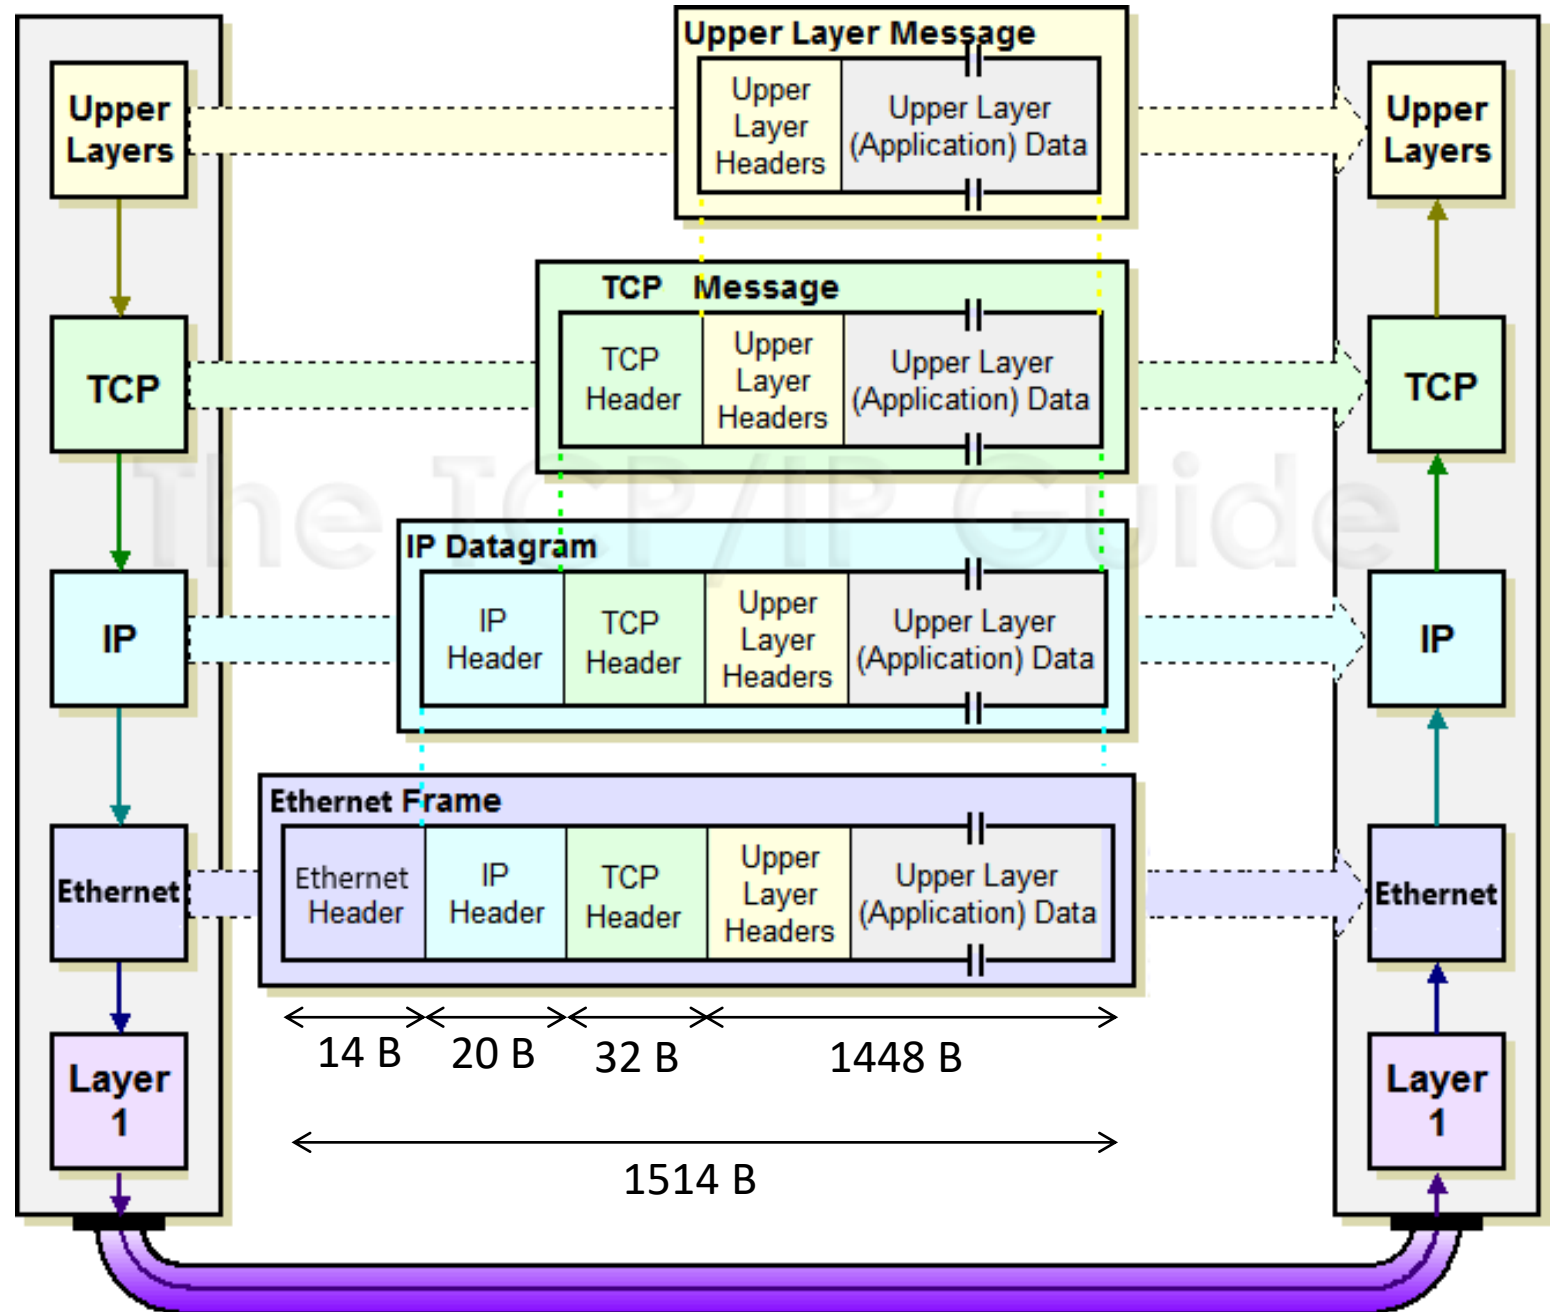 Upper Layer Message
Upper
Layers
Upper
Layer
Headers
Upper Layer
(Application) Data
Upper
Layers
TCP Message
TCP
TCP
Header
Upper
Layer
Headers
Upper Layer
(Application) Data
TCP
The TCP/IP Guide
IP Datagram
IP
IP
Header
TCP
Header
Upper
Layer
Headers
Upper Layer
(Application) Data
IP
Ethernet Frame
Ethernet
Ethernet
Header
IP
Header
TCP
Header
Upper
Layer
Headers
Upper Layer
(Application) Data
Ethernet
14 B
20 B
32 B
1448 B
Layer
1
Layer
1
1514 B